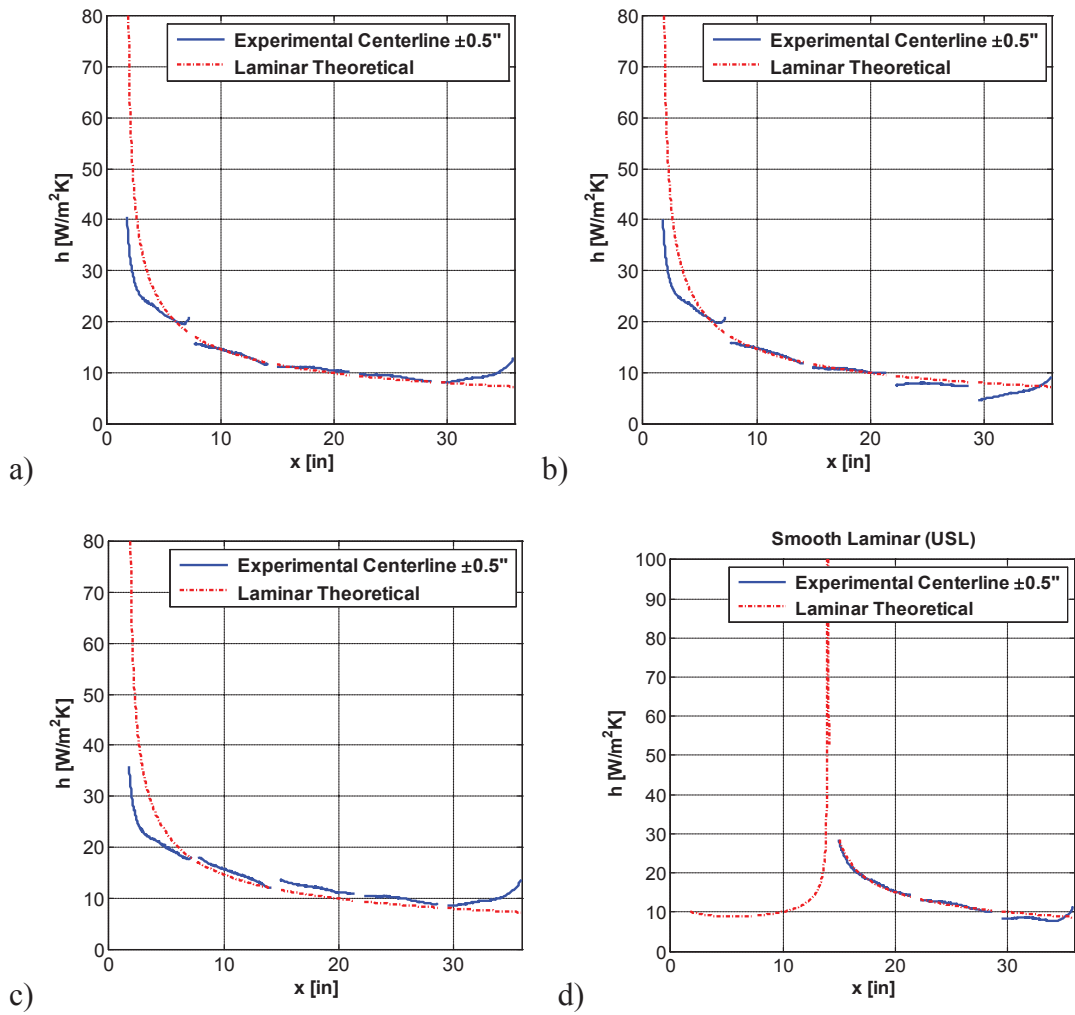 80
70
60
50
40
30
20
10
0
h [W/m²K]
Experimental Centerline ±0.5"
Laminar Theoretical
0 10 20 30
x [in]
a)
80
70
60
50
40
30
20
10
0
h [W/m²K]
Experimental Centerline ±0.5"
Laminar Theoretical
0 10 20 30
x [in]
b)
80
70
60
50
40
30
20
10
0
h [W/m²K]
Experimental Centerline ±0.5"
Laminar Theoretical
0 10 20 30
x [in]
c)
Smooth Laminar (USL)
100
90
80
70
60
50
40
30
20
10
0
h [W/m²K]
Experimental Centerline ±0.5"
Laminar Theoretical
0 10 20 30
x [in]
d)